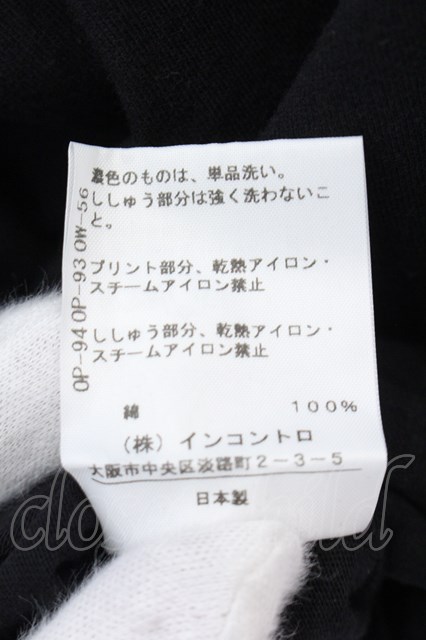 濃色のものは、単品洗い。
ししゅう部分は強く洗わないこ
と。
プリント部分、乾熱アイロン・
スチームアイロン禁止
ししゅう部分、乾熱アイロン・
スチームアイロン禁止
綿 100%
(株) インコントロ
大阪市中央区淡路町2-3-5
日本製
OP-94 OP-93 OW-56